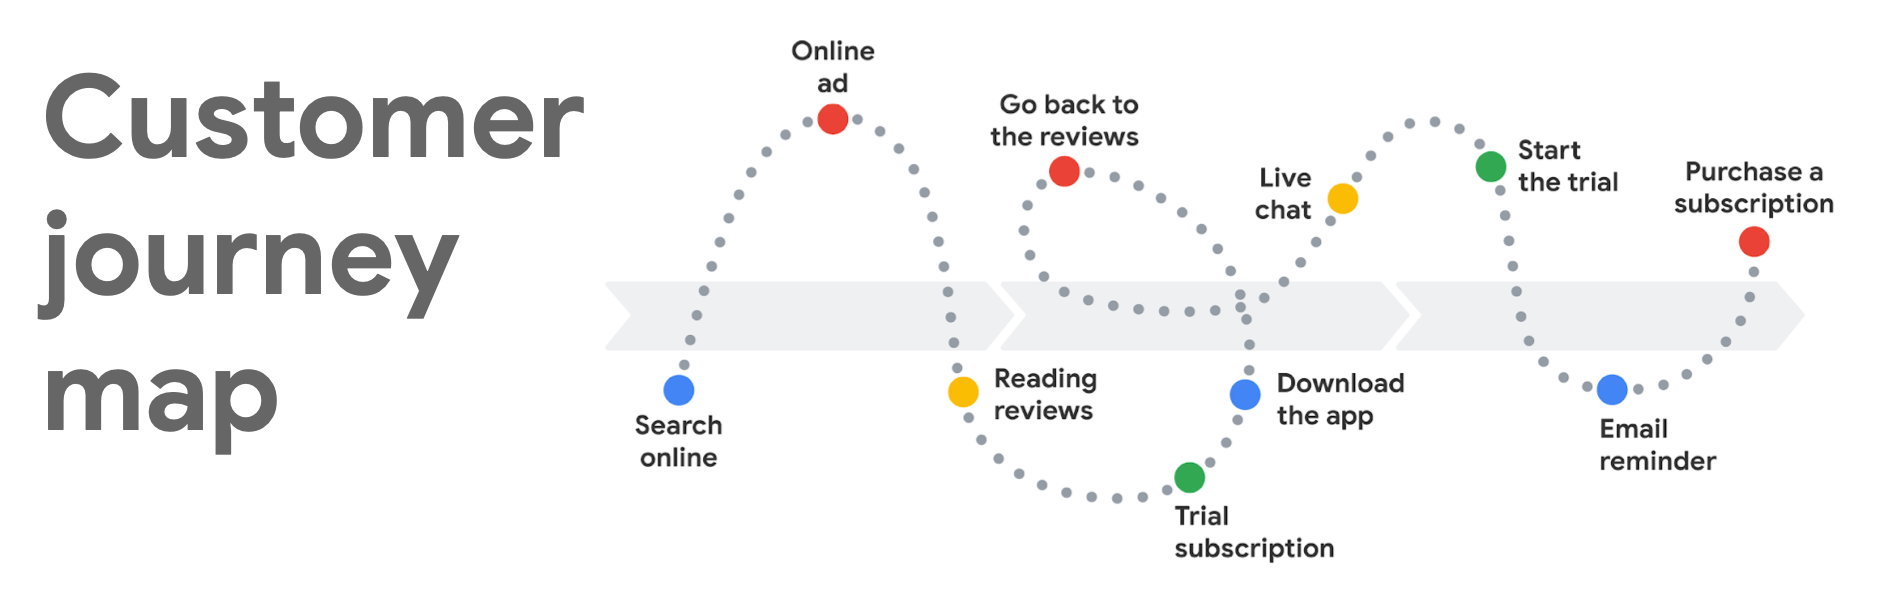 Customer
journey
map
Search
online
Online
ad
Reading
reviews
Trial
subscription
Download
the app
Go back to
the reviews
Live
chat
Start
the trial
Email
reminder
Purchase a
subscription